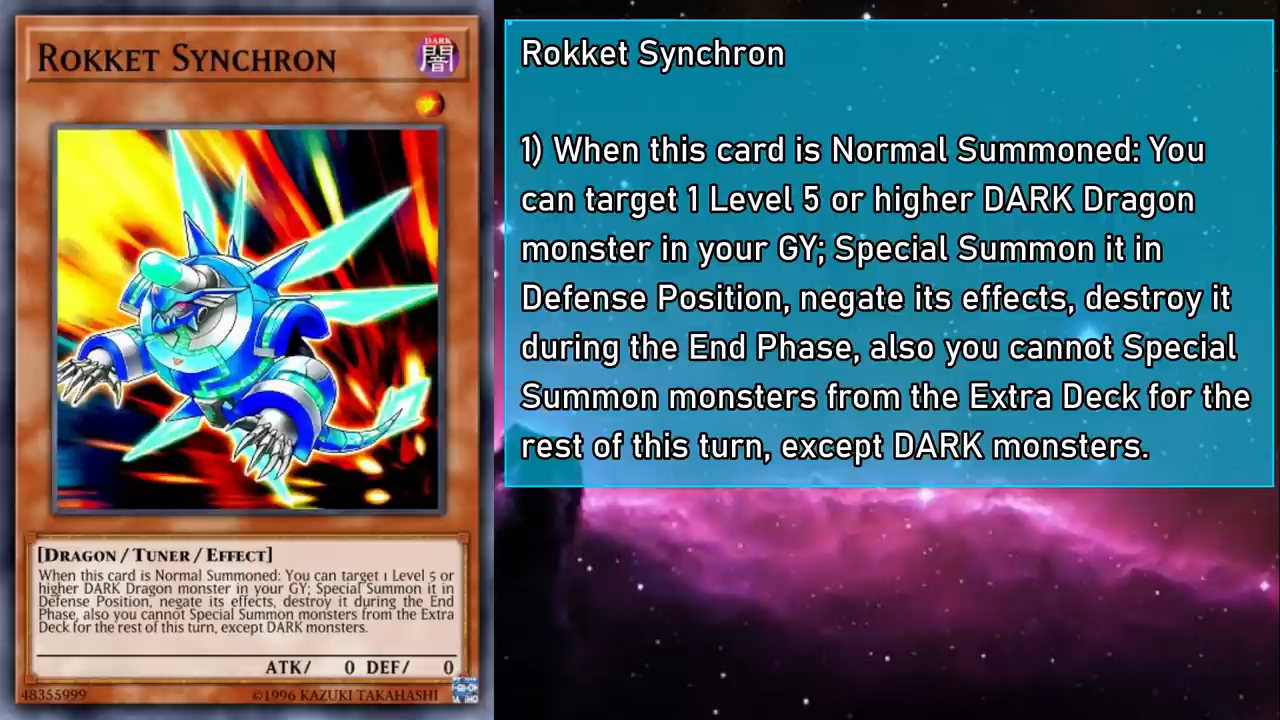 ROKKET SYNCHRON
DARK
闇
[DRAGON / TUNER / EFFECT]
When this card is Normal Summoned: You can target 1 Level 5 or
higher DARK Dragon monster in your GY; Special Summon it in
Defense Position, negate its effects, destroy it during the End
Phase, also you cannot Special Summon monsters from the Extra
Deck for the rest of this turn, except DARK monsters.
ATK/ 0 DEF/ 0
48355999 ©1996 KAZUKI TAKAHASHI
Rokket Synchron
1) When this card is Normal Summoned: You
can target 1 Level 5 or higher DARK Dragon
monster in your GY; Special Summon it in
Defense Position, negate its effects, destroy it
during the End Phase, also you cannot Special
Summon monsters from the Extra Deck for the
rest of this turn, except DARK monsters.